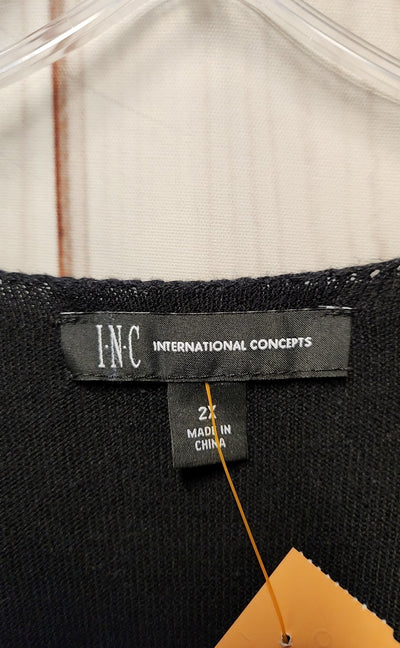 I·N·C INTERNATIONAL CONCEPTS
2X
MADE IN
CHINA